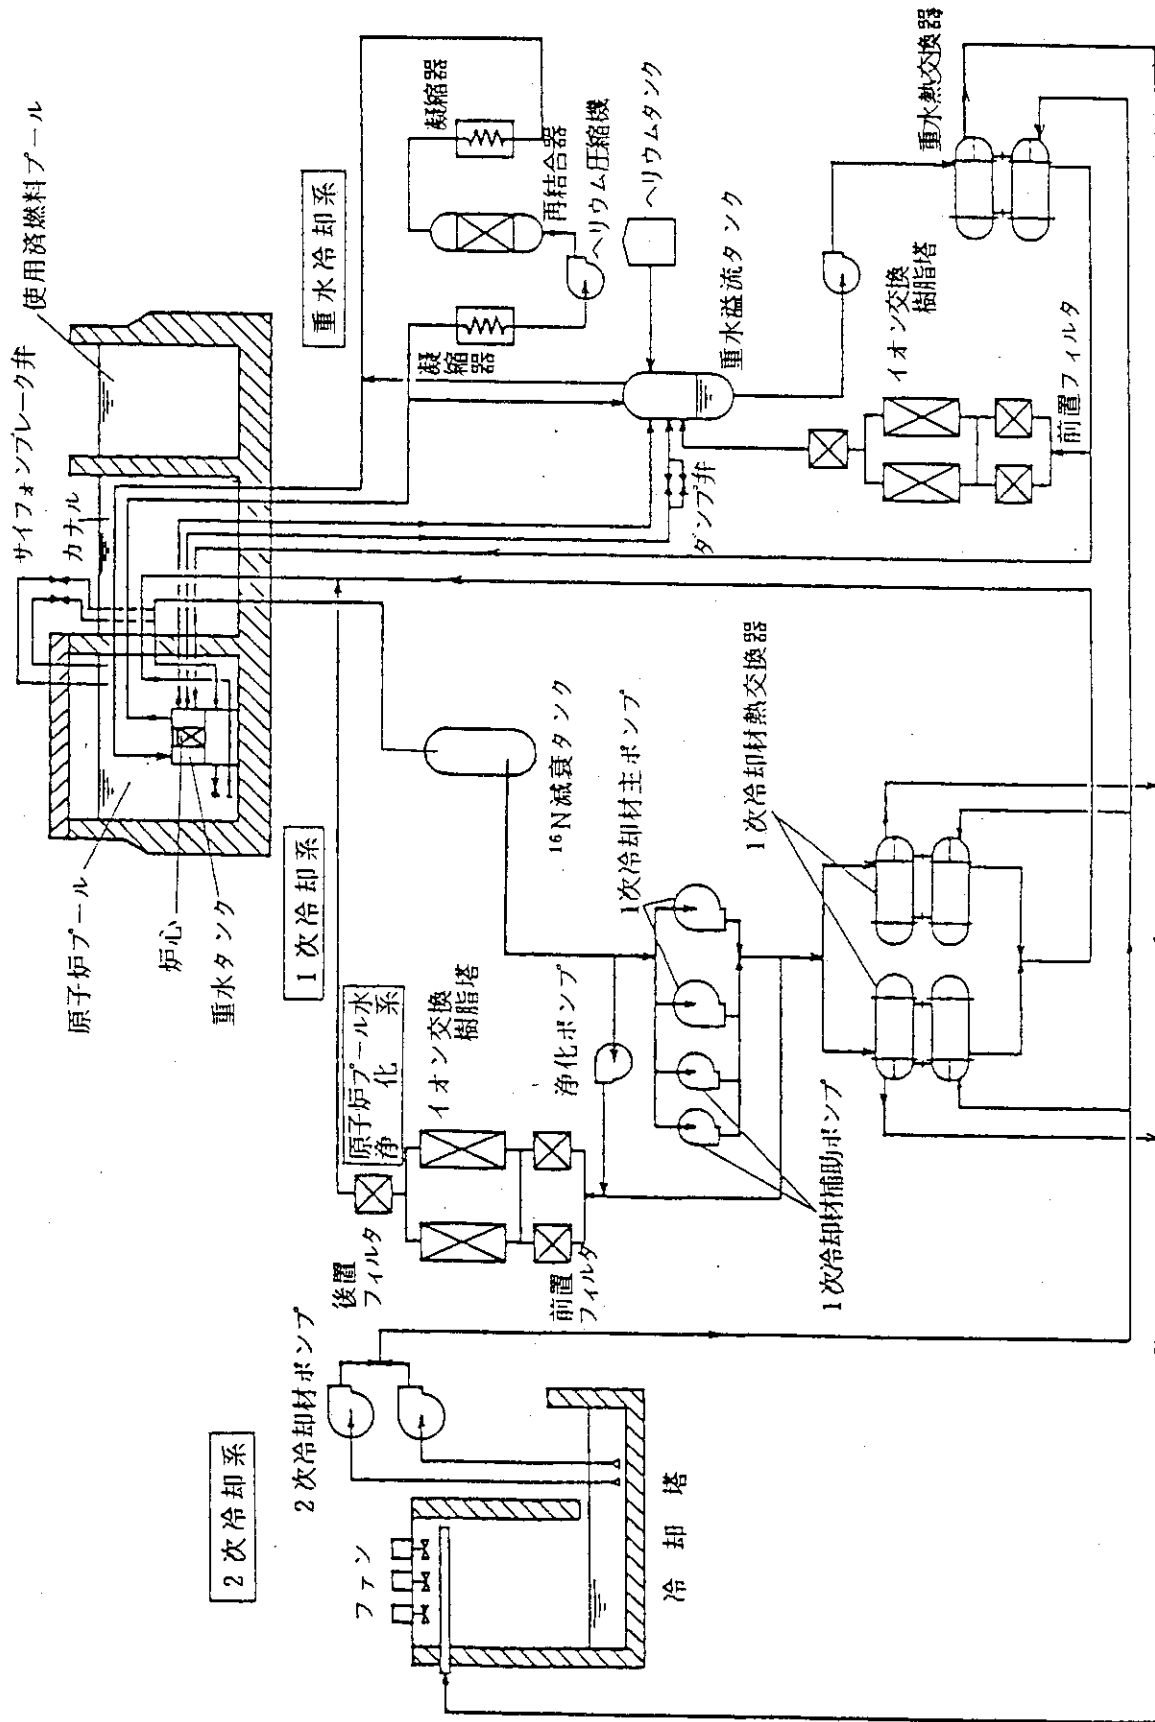 使用済燃料プール
サイフォンブレーク弁
カナル
原子炉プール
炉心
重水タンク
重水冷却系
凝縮器
再結合器
ヘリウム圧縮機
凝縮器
ヘリウムタンク
重水溢流タンク
ダンプ弁
重水熱交換器
イオン交換
樹脂塔
前置フィルタ
1次冷却系
¹⁶N減衰タンク
1次冷却材主ポンプ
1次冷却材熱交換器
原子炉プール水
浄化系
イオン交換
樹脂塔
浄化ポンプ
1次冷却材補助ポンプ
後置
フィルタ
前置
フィルタ
2次冷却系
2次冷却材ポンプ
ファン
冷却塔